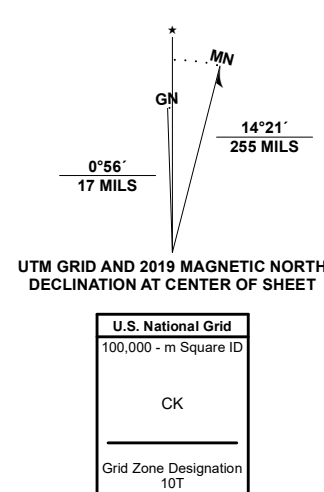 ★
MN
GN
14°21´
255 MILS
0°56´
17 MILS
UTM GRID AND 2019 MAGNETIC NORTH
DECLINATION AT CENTER OF SHEET
U.S. National Grid
100,000 - m Square ID
CK
Grid Zone Designation
10T